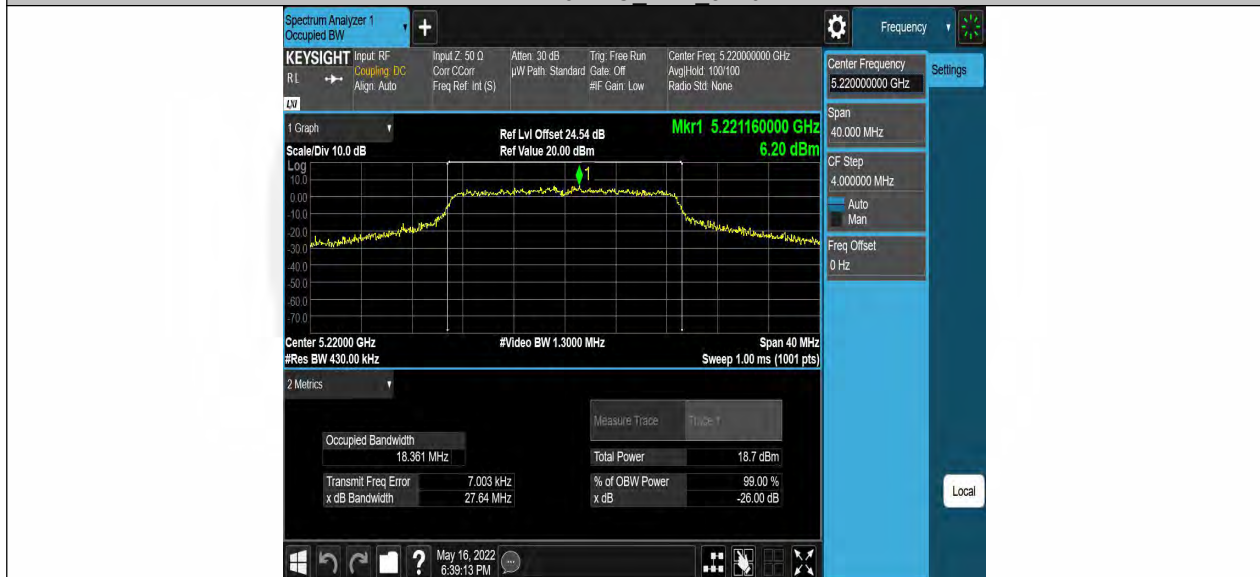 Spectrum Analyzer 1
Occupied BW
Frequency
KEYSIGHT
Input: RF
Coupling: DC
Align: Auto
RL
LXI
Input Z: 50 Ω
Corr CCorr
Freq Ref: Int (S)
Atten: 30 dB
µW Path: Standard
Trig: Free Run
Gate: Off
#IF Gain: Low
Center Freq: 5.220000000 GHz
Avg|Hold: 100/100
Radio Std: None
Center Frequency
5.220000000 GHz
Settings
Span
40.000 MHz
CF Step
4.000000 MHz
Auto
Man
Freq Offset
0 Hz
1 Graph
Scale/Div 10.0 dB
Ref Lvl Offset 24.54 dB
Ref Value 20.00 dBm
Mkr1 5.221160000 GHz
6.20 dBm
Log
10.0
0.00
-10.0
-20.0
-30.0
-40.0
-50.0
-60.0
-70.0
1
Center 5.22000 GHz
#Res BW 430.00 kHz
#Video BW 1.3000 MHz
Span 40 MHz
Sweep 1.00 ms (1001 pts)
2 Metrics
Measure Trace
Trace 1
Occupied Bandwidth
18.361 MHz
Total Power
18.7 dBm
Transmit Freq Error
7.003 kHz
% of OBW Power
99.00 %
x dB Bandwidth
27.64 MHz
x dB
-26.00 dB
Local
May 16, 2022
6:39:13 PM